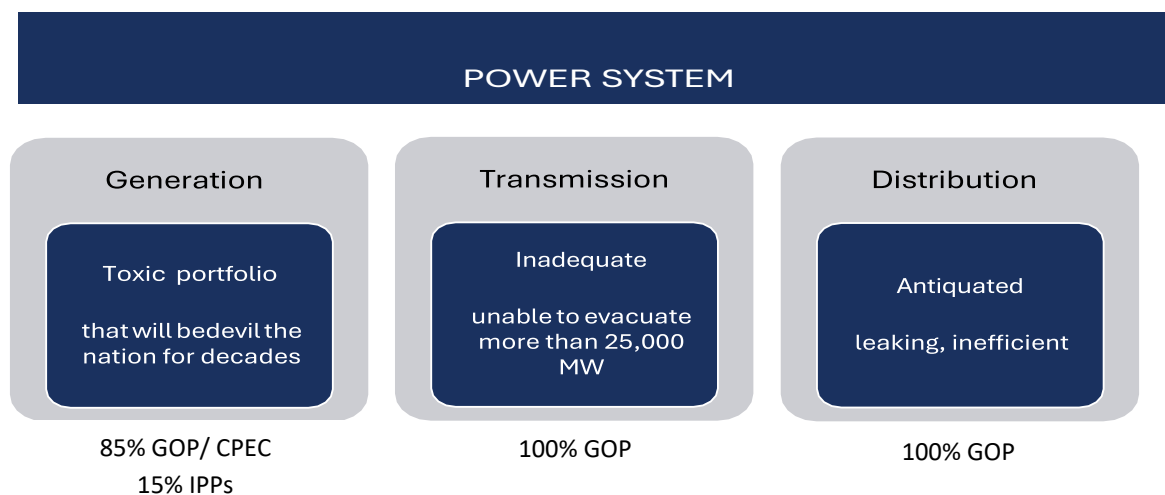 POWER SYSTEM
Generation
Toxic portfolio
that will bedevil the
nation for decades
85% GOP/ CPEC
15% IPPs
Transmission
Inadequate
unable to evacuate
more than 25,000
MW
100% GOP
Distribution
Antiquated
leaking, inefficient
100% GOP